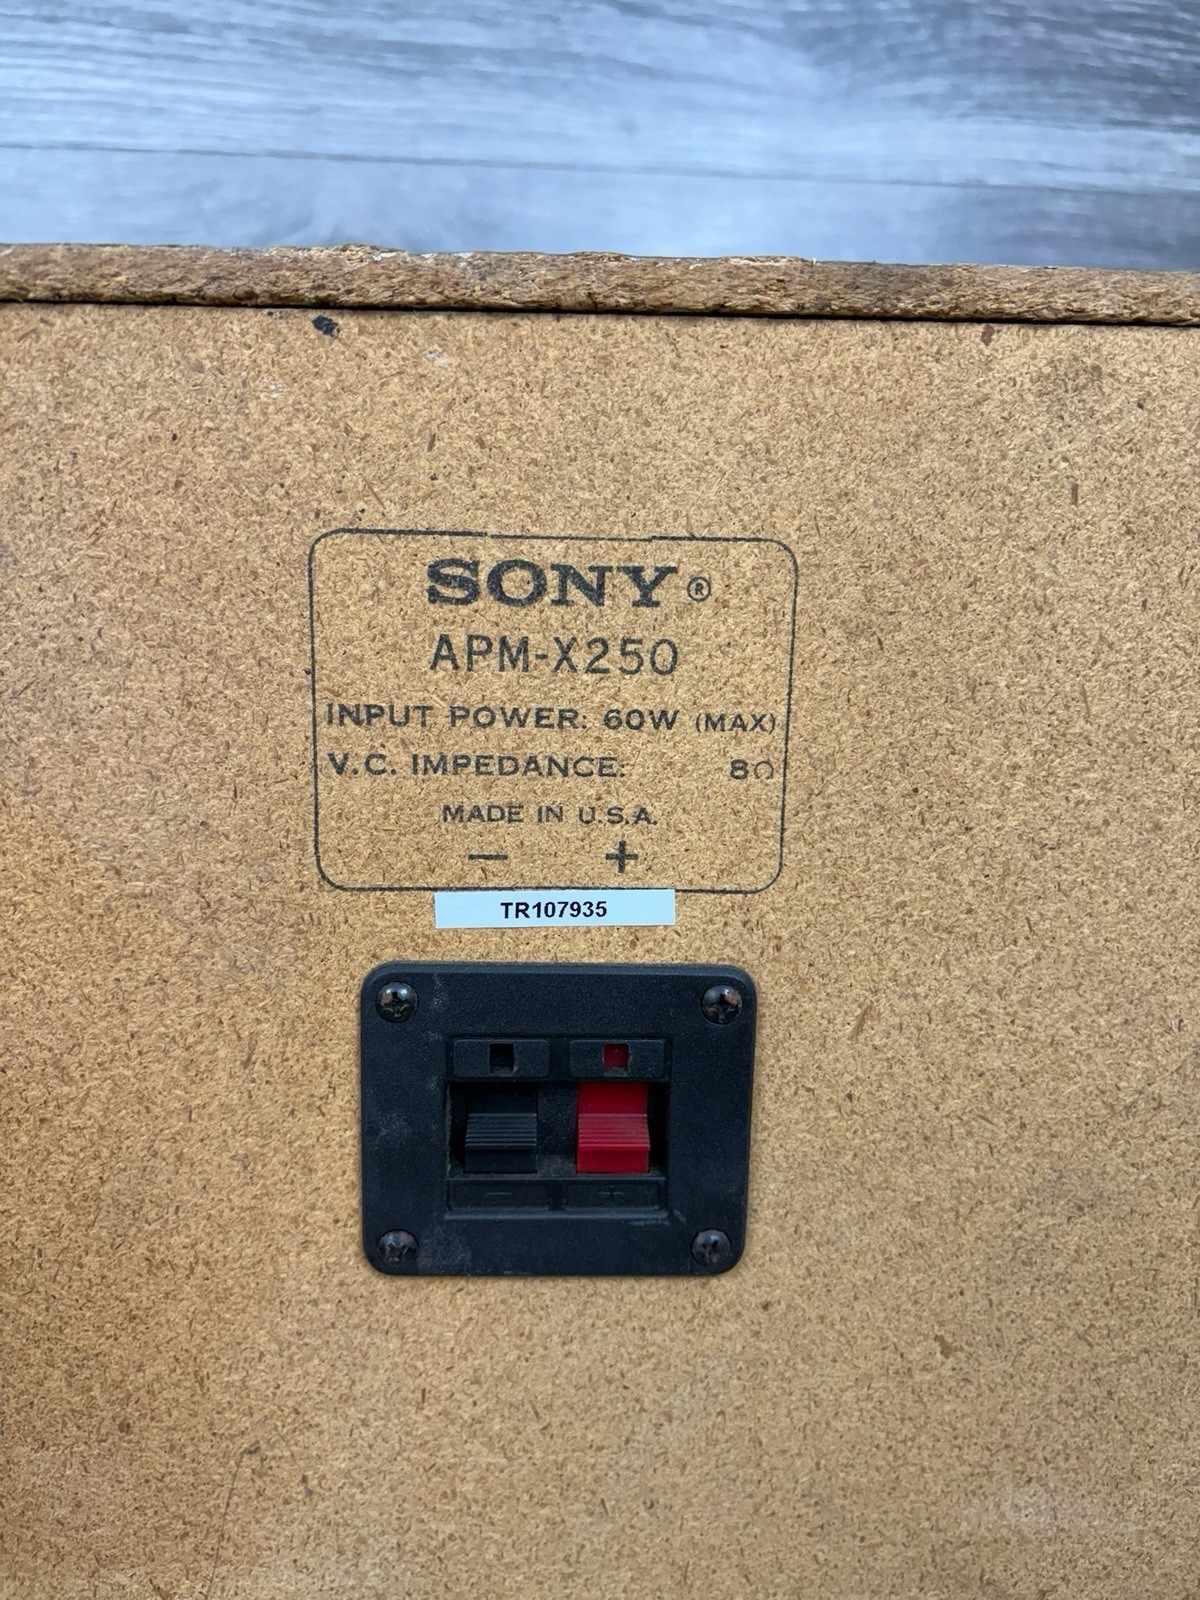 SONY®
APM-X250
INPUT POWER: 60W (MAX)
V.C. IMPEDANCE: 8Ω
MADE IN U.S.A.
− +
TR107935
− +